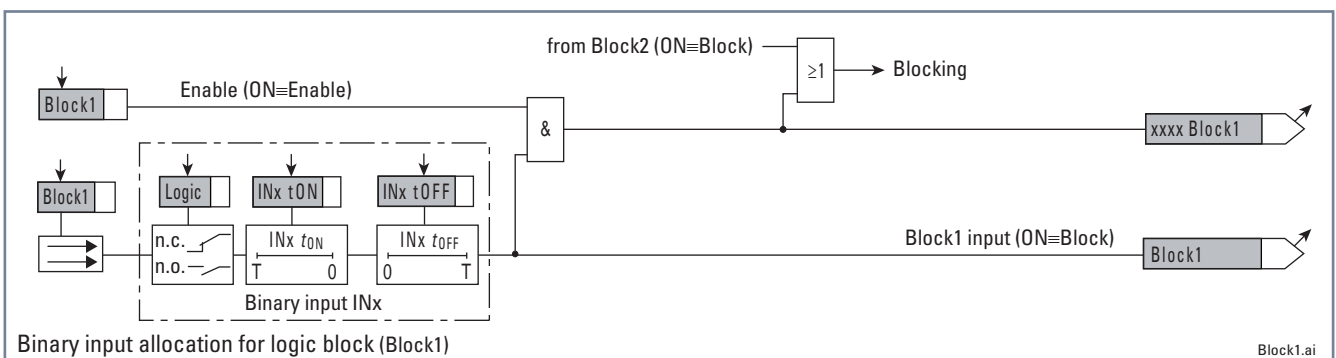 from Block2 (ON≡Block)
≥1
Blocking
Block1
Enable (ON≡Enable)
&
xxxx Block1
Block1
Logic
INx tON
INx tOFF
n.c.
n.o.
INx tON
T 0
INx tOFF
0 T
Block1 input (ON≡Block)
Block1
Binary input INx
Binary input allocation for logic block (Block1)
Block1.ai